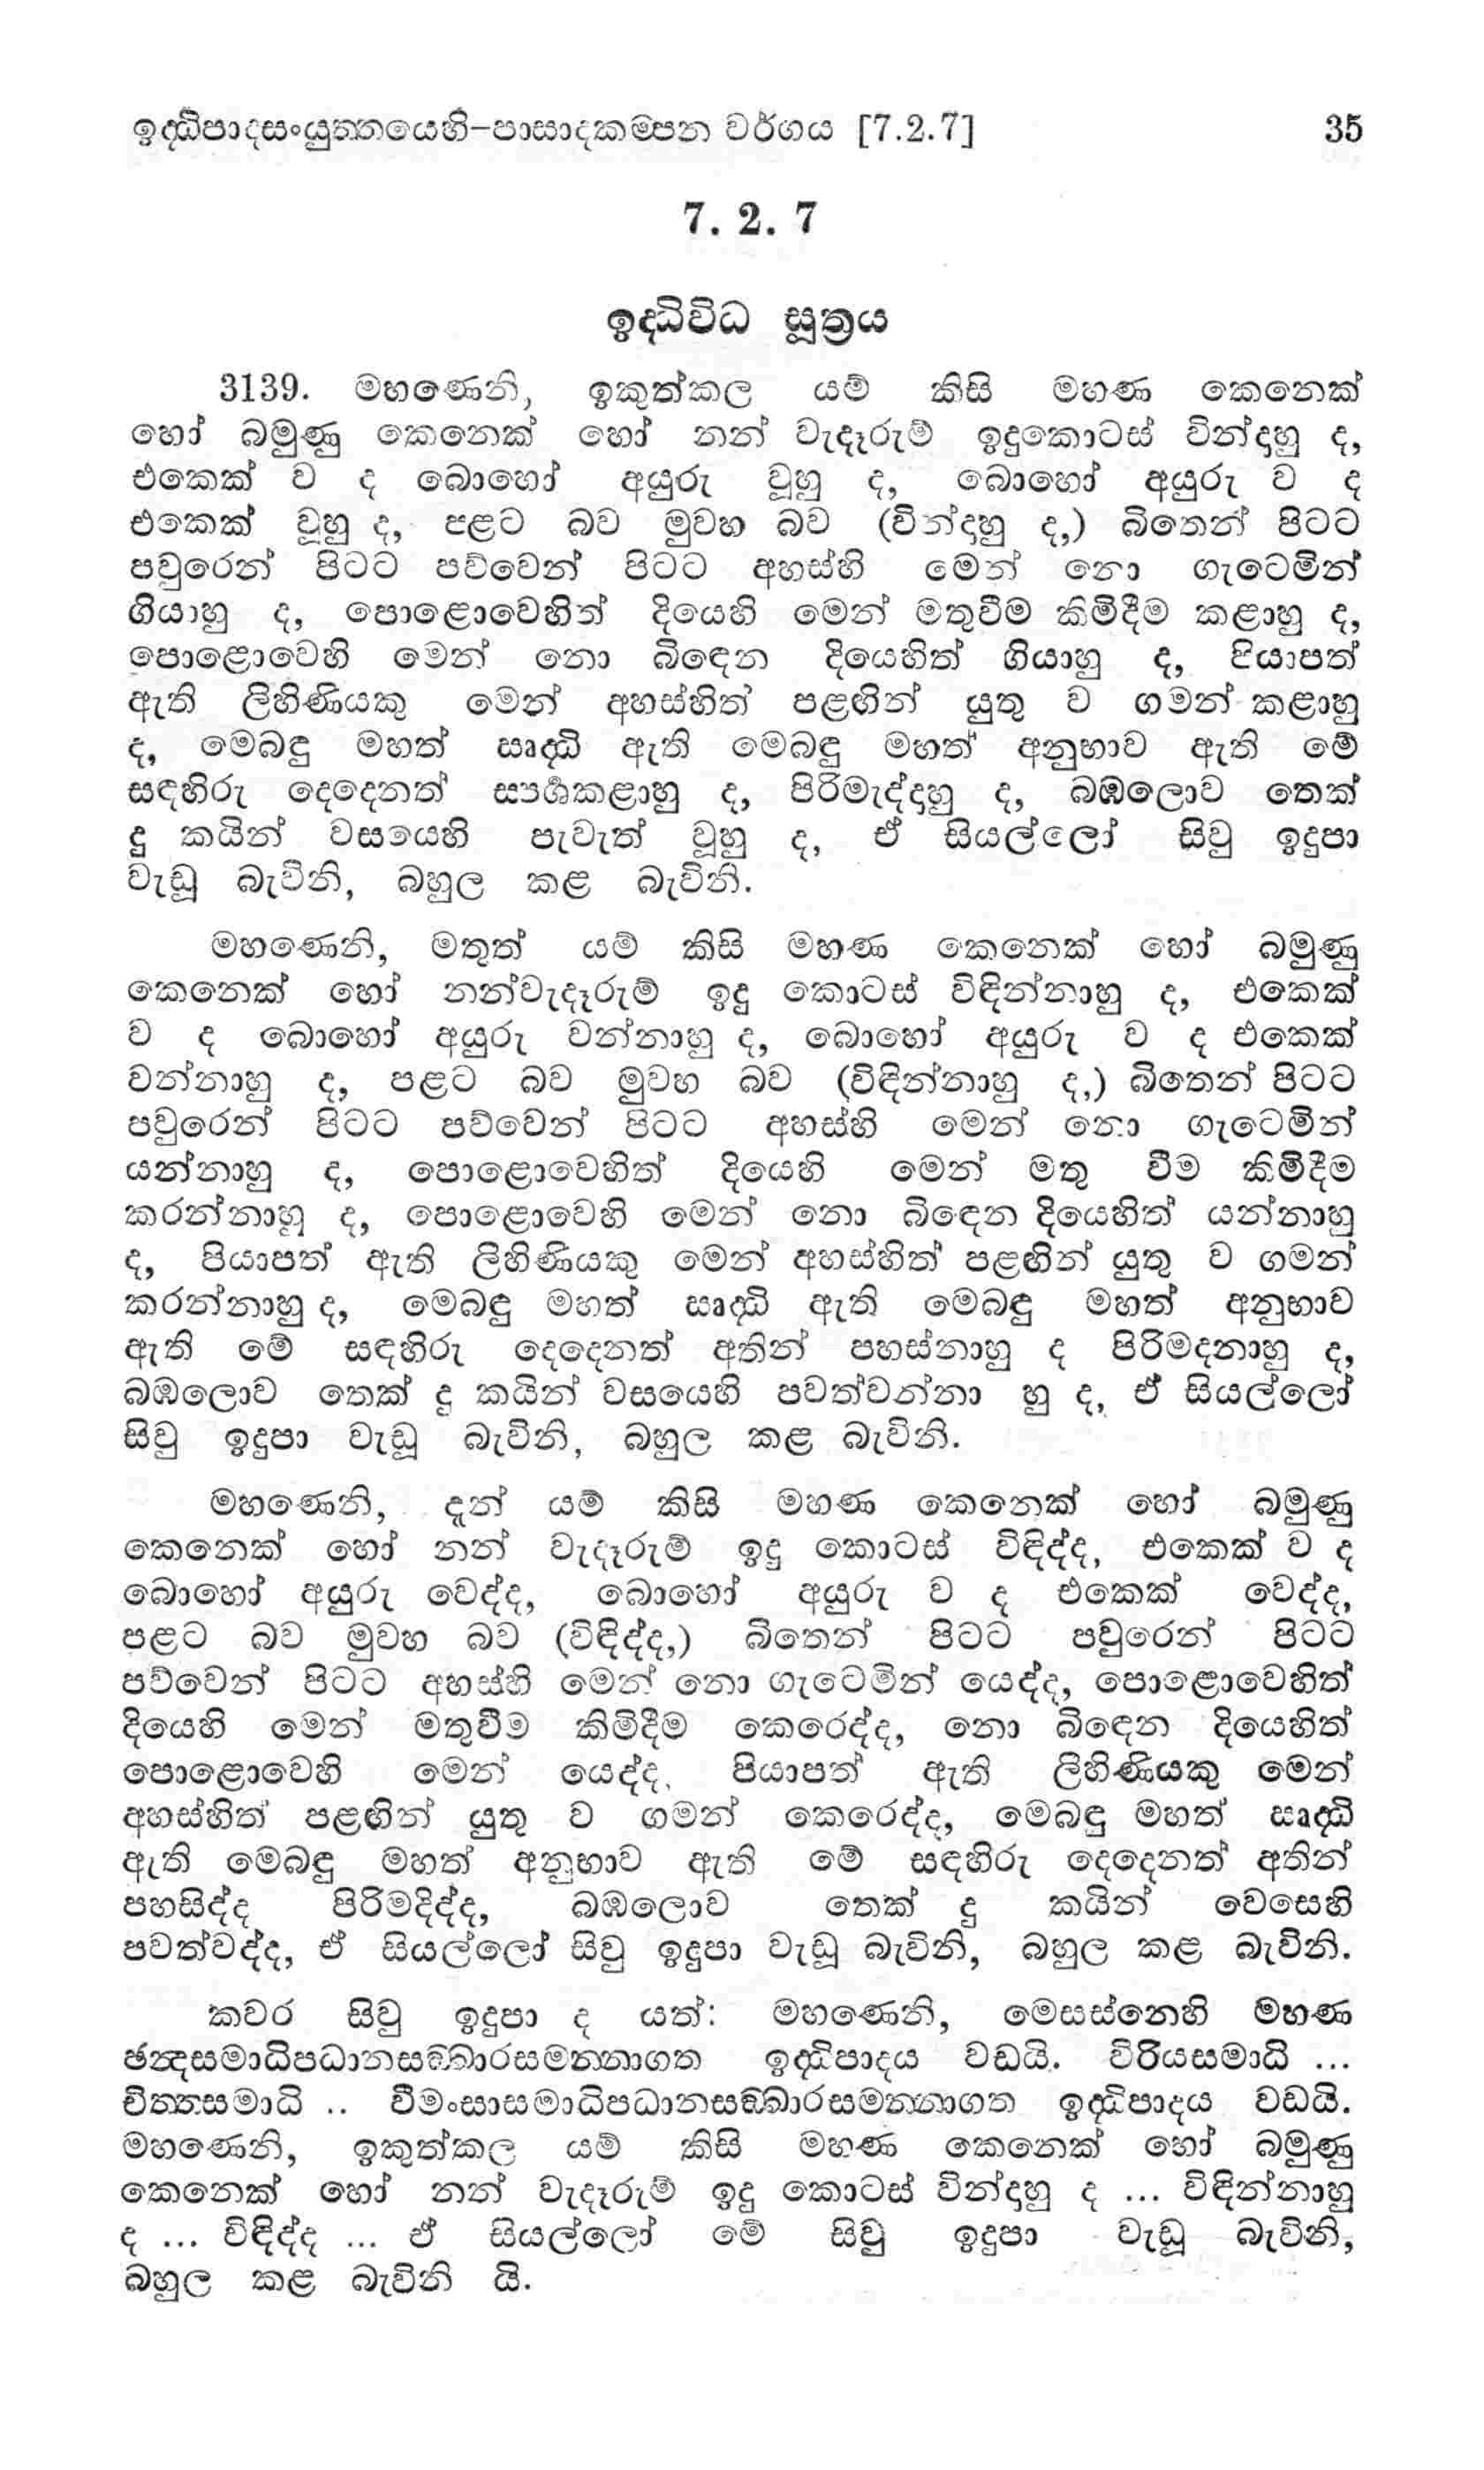 ඉද්ධිපාදසංයුත්තයෙහි-පාසාදකම්පන වර්ගය [7.2.7] 35
7. 2. 7
ඉද්ධිවිධ සූත්‍රය
3139. මහණෙනි, ඉකුත්කල යම් කිසි මහණ කෙනෙක්
හෝ බමුණු කෙනෙක් හෝ නන් වැදෑරුම් ඉදුකොටස් වින්දහු ද,
එකෙක් ව ද බොහෝ අයුරු වූහු ද, බොහෝ අයුරු ව ද
එකෙක් වූහු ද, පළට බව මුවහ බව (වින්දහු ද,) බිතෙන් පිටට
පවුරෙන් පිටට පව්වෙන් පිටට අහස්හි මෙන් නො ගැටෙමින්
ගියාහු ද, පොළොවෙහිත් දියෙහි මෙන් මතුවීම කිමිදීම කළාහු ද,
පොළොවෙහි මෙන් නො බිඳෙන දියෙහිත් ගියාහු ද, පියාපත්
ඇති ලිහිණියකු මෙන් අහස්හිත් පළඟින් යුතු ව ගමන් කළාහු
ද, මෙබඳු මහත් ඍද්ධි ඇති මෙබඳු මහත් අනුභාව ඇති මේ
සඳහිරු දෙදෙනත් ස්පර්ශකළාහු ද, පිරිමැද්දහු ද, බඹලොව තෙක්
දු කයින් වසයෙහි පැවැත් වූහු ද, ඒ සියල්ලෝ සිවු ඉදුපා
වැඩූ බැවිනි, බහුල කළ බැවිනි.
මහණෙනි, මතුත් යම් කිසි මහණ කෙනෙක් හෝ බමුණු
කෙනෙක් හෝ නන්වැදෑරුම් ඉදු කොටස් විඳින්නාහු ද, එකෙක්
ව ද බොහෝ අයුරු වන්නාහු ද, බොහෝ අයුරු ව ද එකෙක්
වන්නාහු ද, පළට බව මුවහ බව (විඳින්නාහු ද,) බිතෙන් පිටට
පවුරෙන් පිටට පව්වෙන් පිටට අහස්හි මෙන් නො ගැටෙමින්
යන්නාහු ද, පොළොවෙහිත් දියෙහි මෙන් මතු වීම කිමිදීම
කරන්නාහු ද, පොළොවෙහි මෙන් නො බිඳෙන දියෙහිත් යන්නාහු
ද, පියාපත් ඇති ලිහිණියකු මෙන් අහස්හිත් පළඟින් යුතු ව ගමන්
කරන්නාහු ද, මෙබඳු මහත් ඍද්ධි ඇති මෙබඳු මහත් අනුභාව
ඇති මේ සඳහිරු දෙදෙනත් අතින් පහස්නාහු ද පිරිමදනාහු ද,
බඹලොව තෙක් දු කයින් වසයෙහි පවත්වන්නා හු ද, ඒ සියල්ලෝ
සිවු ඉදුපා වැඩූ බැවිනි, බහුල කළ බැවිනි.
මහණෙනි, දැන් යම් කිසි මහණ කෙනෙක් හෝ බමුණු
කෙනෙක් හෝ නන් වැදෑරුම් ඉදු කොටස් විඳිද්ද, එකෙක් ව ද
බොහෝ අයුරු වෙද්ද, බොහෝ අයුරු ව ද එකෙක් වෙද්ද,
පළට බව මුවහ බව (විඳිද්ද,) බිතෙන් පිටට පවුරෙන් පිටට
පව්වෙන් පිටට අහස්හි මෙන් නො ගැටෙමින් යෙද්ද, පොළොවෙහිත්
දියෙහි මෙන් මතුවීම කිමිදීම කෙරෙද්ද, නො බිඳෙන දියෙහිත්
පොළොවෙහි මෙන් යෙද්ද, පියාපත් ඇති ලිහිණියකු මෙන්
අහස්හිත් පළඟින් යුතු ව ගමන් කෙරෙද්ද, මෙබඳු මහත් ඍද්ධි
ඇති මෙබඳු මහත් අනුභාව ඇති මේ සඳහිරු දෙදෙනත් අතින්
පහසිද්ද පිරිමදිද්ද, බඹලොව තෙක් දු කයින් වෙසෙහි
පවත්වද්ද, ඒ සියල්ලෝ සිවු ඉදුපා වැඩූ බැවිනි, බහුල කළ බැවිනි.
කවර සිවු ඉදුපා ද යත්: මහණෙනි, මෙසස්නෙහි මහණ
ඡන්දසමාධිපධානසඞ්ඛාරසමන්නාගත ඉද්ධිපාදය වඩයි. විරියසමාධි ...
චිත්තසමාධි .. වීමංසාසමාධිපධානසඞ්ඛාරසමන්නාගත ඉද්ධිපාදය වඩයි.
මහණෙනි, ඉකුත්කල යම් කිසි මහණ කෙනෙක් හෝ බමුණු
කෙනෙක් හෝ නන් වැදෑරුම් ඉදු කොටස් වින්දහු ද ... විඳින්නාහු
ද ... විඳිද්ද ... ඒ සියල්ලෝ මේ සිවු ඉදුපා වැඩූ බැවිනි,
බහුල කළ බැවිනි යි.